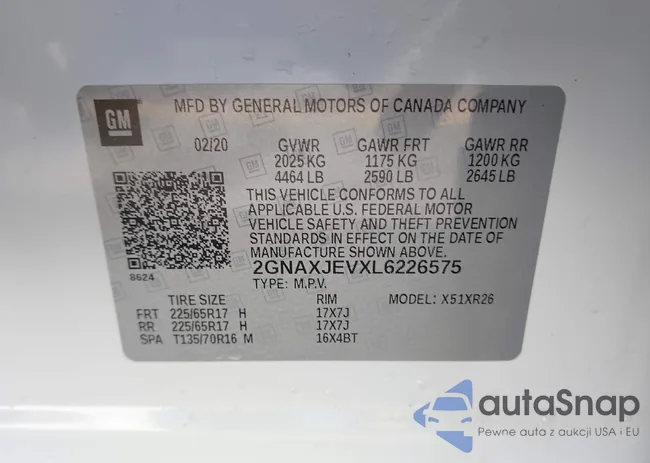 GM
MFD BY GENERAL MOTORS OF CANADA COMPANY
02/20 GVWR GAWR FRT GAWR RR
2025 KG 1175 KG 1200 KG
4464 LB 2590 LB 2645 LB
THIS VEHICLE CONFORMS TO ALL
APPLICABLE U.S. FEDERAL MOTOR
VEHICLE SAFETY AND THEFT PREVENTION
STANDARDS IN EFFECT ON THE DATE OF
MANUFACTURE SHOWN ABOVE.
8624
2GNAXJEVXL6226575
TYPE: M.P.V.
TIRE SIZE RIM MODEL: X51XR26
FRT 225/65R17 H 17X7J
RR 225/65R17 H 17X7J
SPA T135/70R16 M 16X4BT
autoSnap
Pewne auta z aukcji USA i EU